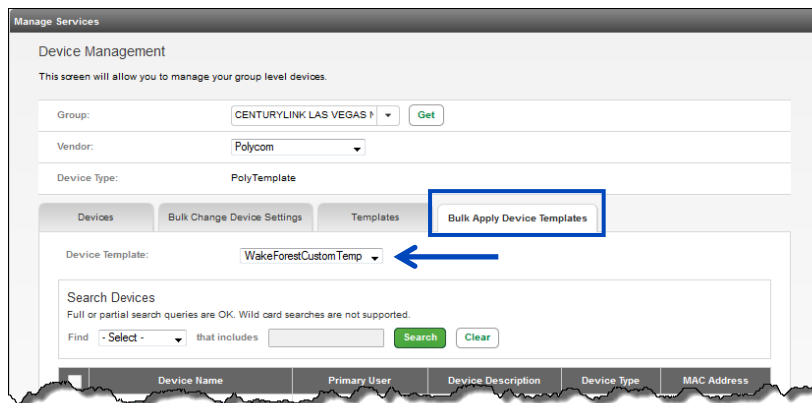 Manage Services
Device Management
This screen will allow you to manage your group level devices.
Group: CENTURYLINK LAS VEGAS Get
Vendor: Polycom
Device Type: PolyTemplate
Devices Bulk Change Device Settings Templates Bulk Apply Device Templates
Device Template: WakeForestCustomTemp
Search Devices
Full or partial search queries are OK. Wild card searches are not supported.
Find - Select - that includes Search Clear
Device Name Primary User Device Description Device Type MAC Address